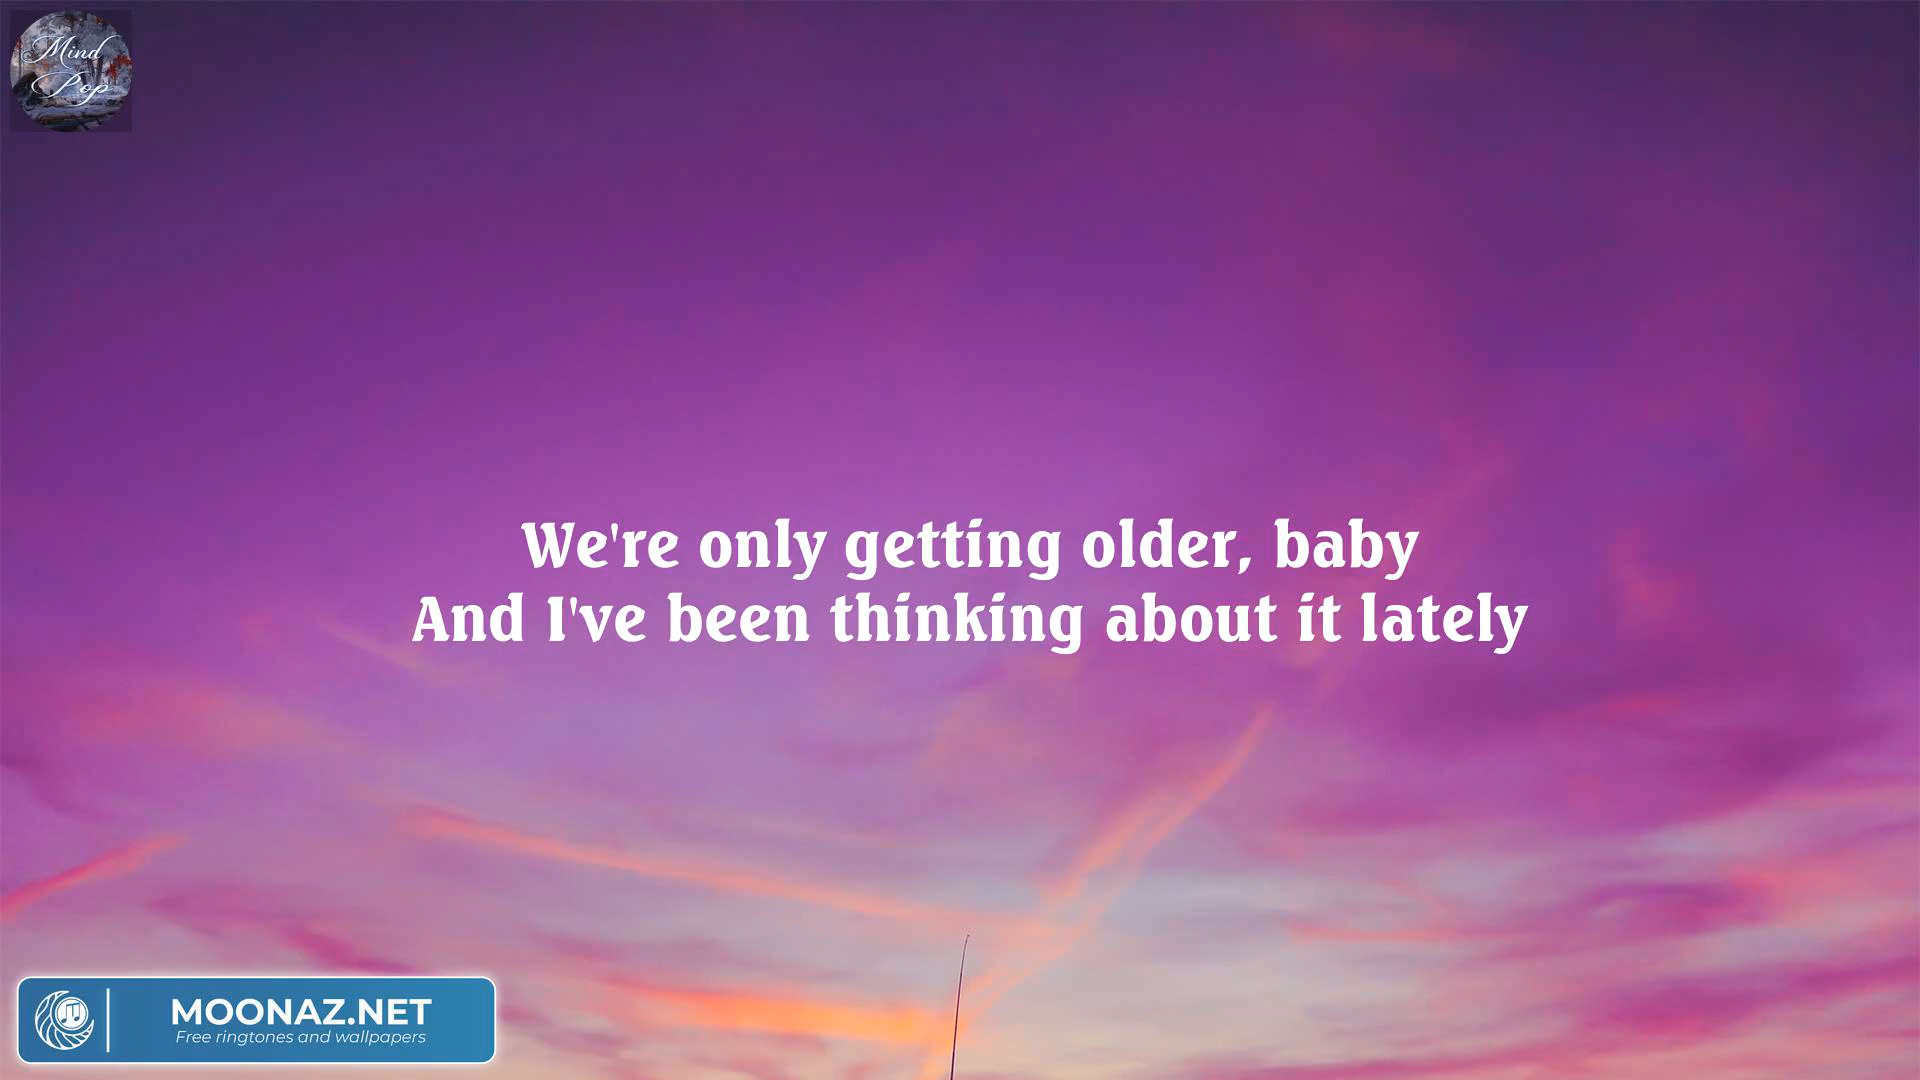 Mind
Pop
We're only getting older, baby
And I've been thinking about it lately
MOONAZ.NET
Free ringtones and wallpapers